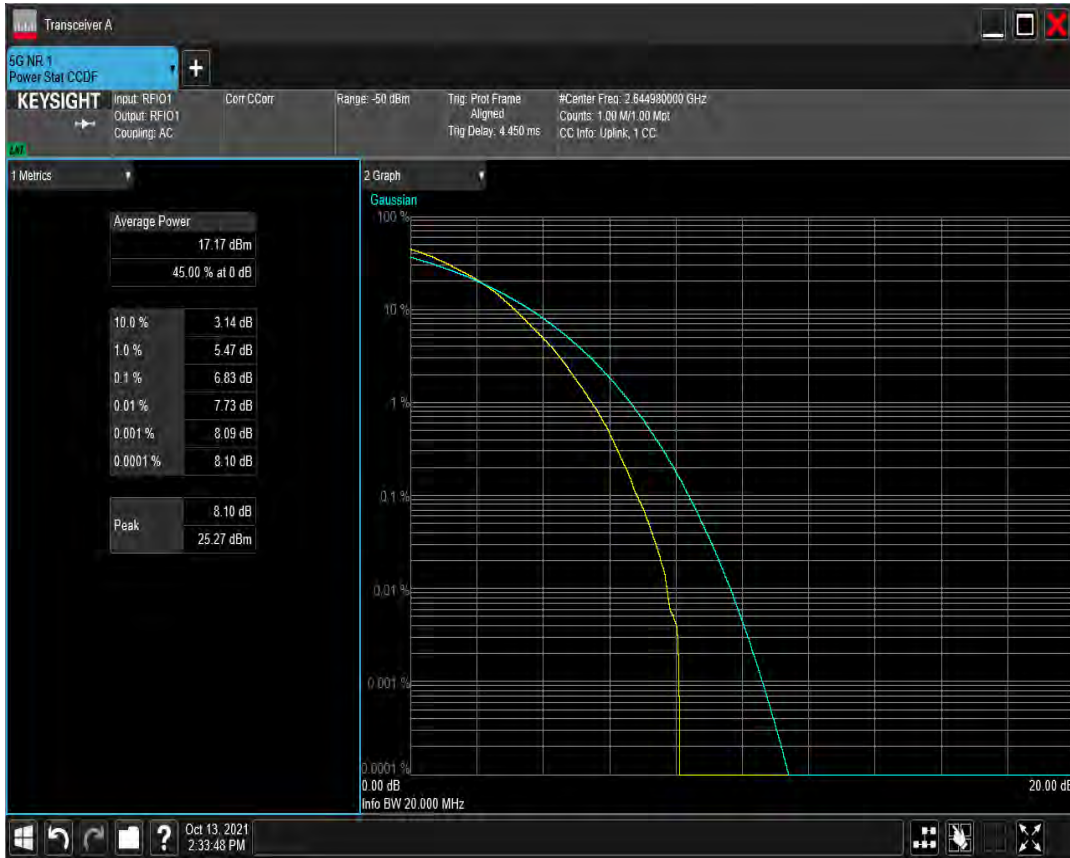 Transceiver A
5G NR 1
Power Stat CCDF
+
KEYSIGHT
Input: RFIO1
Output: RFIO1
Coupling: AC
Corr CCorr
Range: -50 dBm
Trig: Prot Frame
Aligned
Trig Delay: 4.450 ms
#Center Freq: 2.644980000 GHz
Counts: 1.00 M/1.00 Mpt
CC Info: Uplink, 1 CC
1 Metrics
Average Power
17.17 dBm
45.00 % at 0 dB
10.0 % 3.14 dB
1.0 % 5.47 dB
0.1 % 6.83 dB
0.01 % 7.73 dB
0.001 % 8.09 dB
0.0001 % 8.10 dB
Peak
8.10 dB
25.27 dBm
2 Graph
Gaussian
100 %
10 %
1 %
0.1 %
0.01 %
0.001 %
0.0001 %
0.00 dB
20.00 dB
Info BW 20.000 MHz
?
Oct 13, 2021
2:33:48 PM